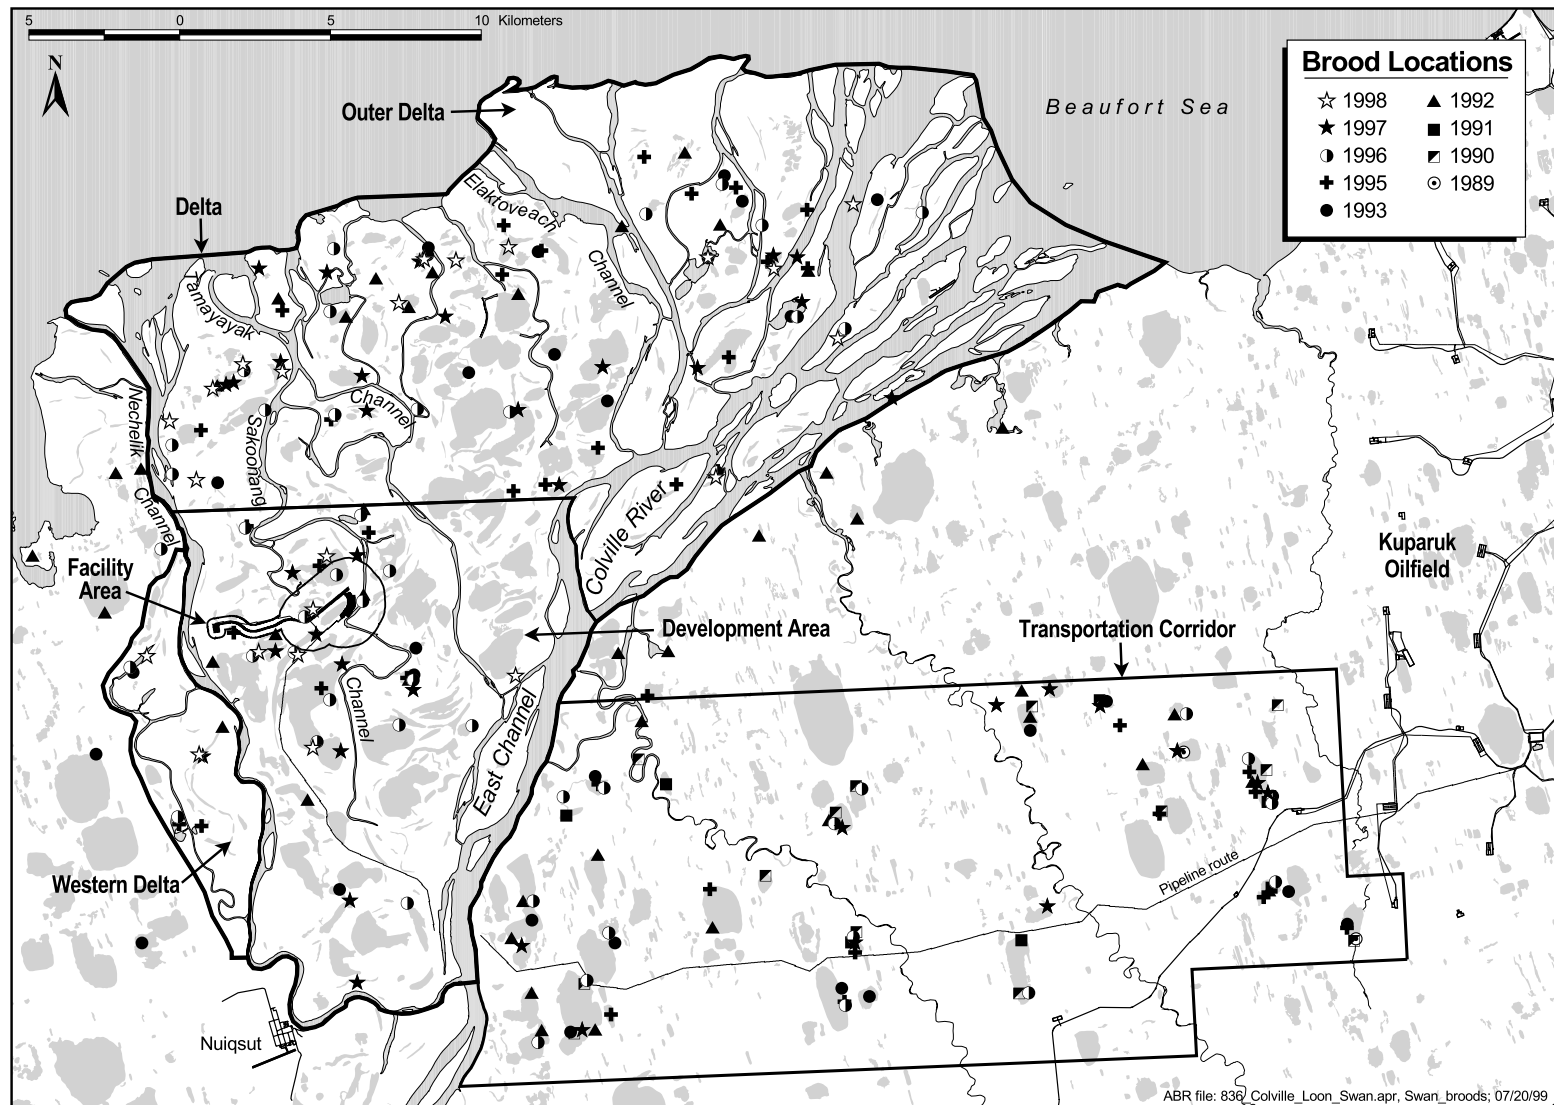 5 0 5 10 Kilometers
N
Outer Delta
Beaufort Sea
Brood Locations
1998
1997
1996
1995
1993
1992
1991
1990
1989
Delta
Elaktoveach
Channel
Tamayayak
Channel
Nechelik
Channel
Sakoonang
Channel
Colville River
Facility
Area
Kuparuk
Oilfield
Development Area
Transportation Corridor
East Channel
Western Delta
Pipeline route
Nuiqsut
ABR file: 836_Colville_Loon_Swan.apr, Swan_broods; 07/20/99